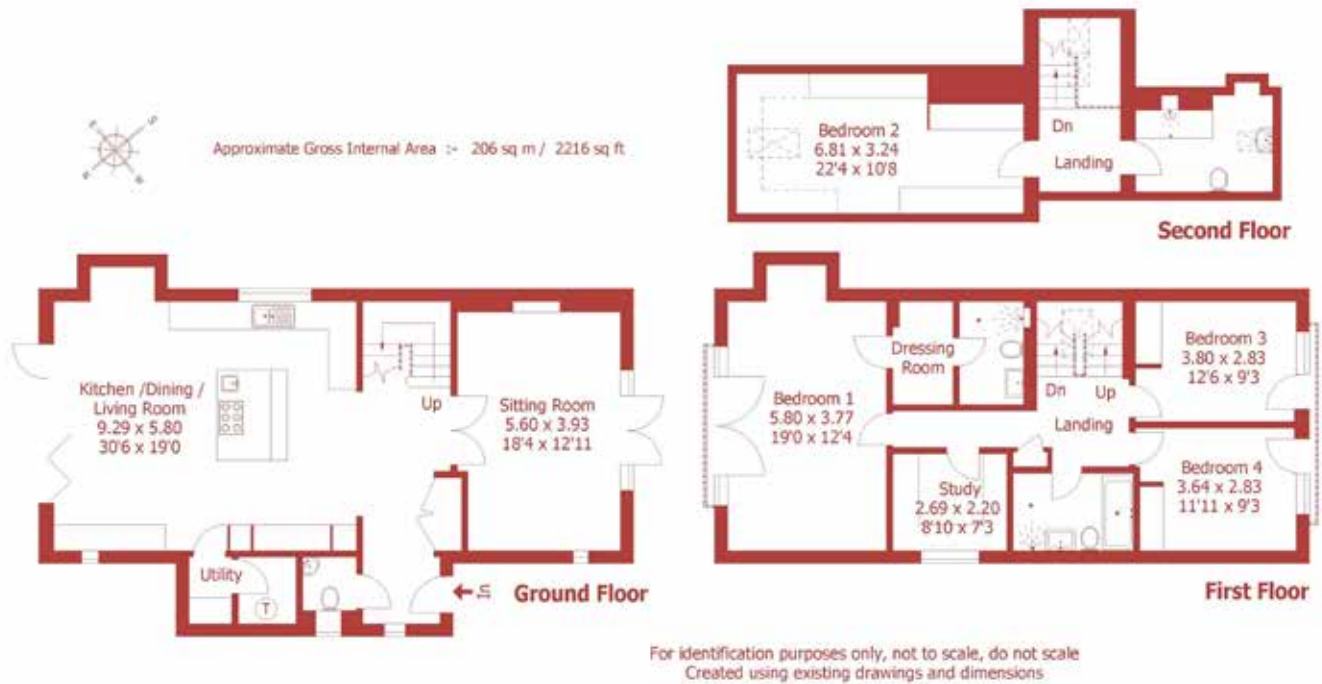 Approximate Gross Internal Area :- 206 sq m / 2216 sq ft
Bedroom 2
6.81 x 3.24
22'4 x 10'8
Dn
Landing
Second Floor
Kitchen /Dining /
Living Room
9.29 x 5.80
30'6 x 19'0
Up
Sitting Room
5.60 x 3.93
18'4 x 12'11
Utility
T
In
Ground Floor
Bedroom 1
5.80 x 3.77
19'0 x 12'4
Dressing
Room
Dn
Up
Landing
Bedroom 3
3.80 x 2.83
12'6 x 9'3
Study
2.69 x 2.20
8'10 x 7'3
Bedroom 4
3.64 x 2.83
11'11 x 9'3
First Floor
For identification purposes only, not to scale, do not scale
Created using existing drawings and dimensions